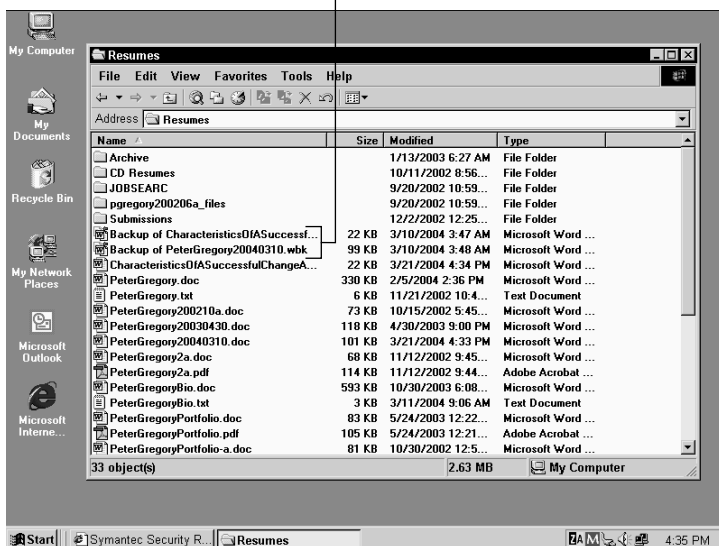 My Computer
My
Documents
Recycle Bin
My Network
Places
Microsoft
Outlook
Microsoft
Interne...
Resumes
File Edit View Favorites Tools Help
Address Resumes
Name Size Modified Type
Archive 1/13/2003 6:27 AM File Folder
CD Resumes 10/11/2002 8:56... File Folder
JOBSEARC 9/20/2002 10:59... File Folder
pgregory200206a_files 9/20/2002 10:59... File Folder
Submissions 12/2/2002 12:25... File Folder
Backup of CharacteristicsOfASuccessf... 22 KB 3/10/2004 3:47 AM Microsoft Word ...
Backup of PeterGregory20040310.wbk 99 KB 3/10/2004 3:48 AM Microsoft Word ...
CharacteristicsOfASuccessfulChangeA... 22 KB 3/21/2004 4:34 PM Microsoft Word ...
PeterGregory.doc 330 KB 2/5/2004 2:36 PM Microsoft Word ...
PeterGregory.txt 6 KB 11/21/2002 10:4... Text Document
PeterGregory200210a.doc 73 KB 10/15/2002 5:45... Microsoft Word ...
PeterGregory20030430.doc 118 KB 4/30/2003 9:00 PM Microsoft Word ...
PeterGregory20040310.doc 101 KB 3/21/2004 4:33 PM Microsoft Word ...
PeterGregory2a.doc 68 KB 11/12/2002 9:45... Microsoft Word ...
PeterGregory2a.pdf 114 KB 11/12/2002 9:44... Adobe Acrobat ...
PeterGregoryBio.doc 593 KB 10/30/2003 6:08... Microsoft Word ...
PeterGregoryBio.txt 3 KB 3/11/2004 9:06 AM Text Document
PeterGregoryPortfolio.doc 83 KB 5/24/2003 12:22... Microsoft Word ...
PeterGregoryPortfolio.pdf 105 KB 5/24/2003 12:21... Adobe Acrobat ...
PeterGregoryPortfolio-a.doc 81 KB 10/30/2002 12:5... Microsoft Word ...
33 object(s) 2.63 MB My Computer
Start Symantec Security R... Resumes 4:35 PM